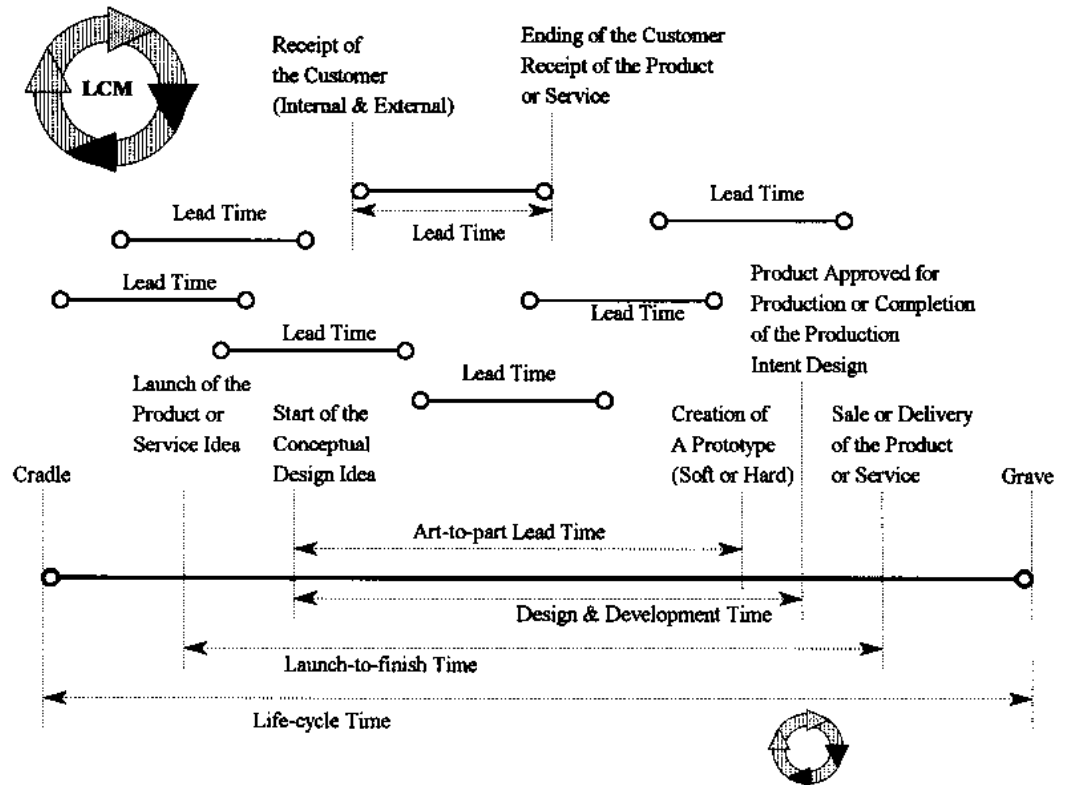 LCM
Receipt of
the Customer
(Internal & External)
Ending of the Customer
Receipt of the Product
or Service
Lead Time
Lead Time
Lead Time
Lead Time
Lead Time
Lead Time
Lead Time
Product Approved for
Production or Completion
of the Production
Intent Design
Launch of the
Product or
Service Idea
Start of the
Conceptual
Design Idea
Creation of
A Prototype
(Soft or Hard)
Sale or Delivery
of the Product
or Service
Cradle
Grave
Art-to-part Lead Time
Design & Development Time
Launch-to-finish Time
Life-cycle Time